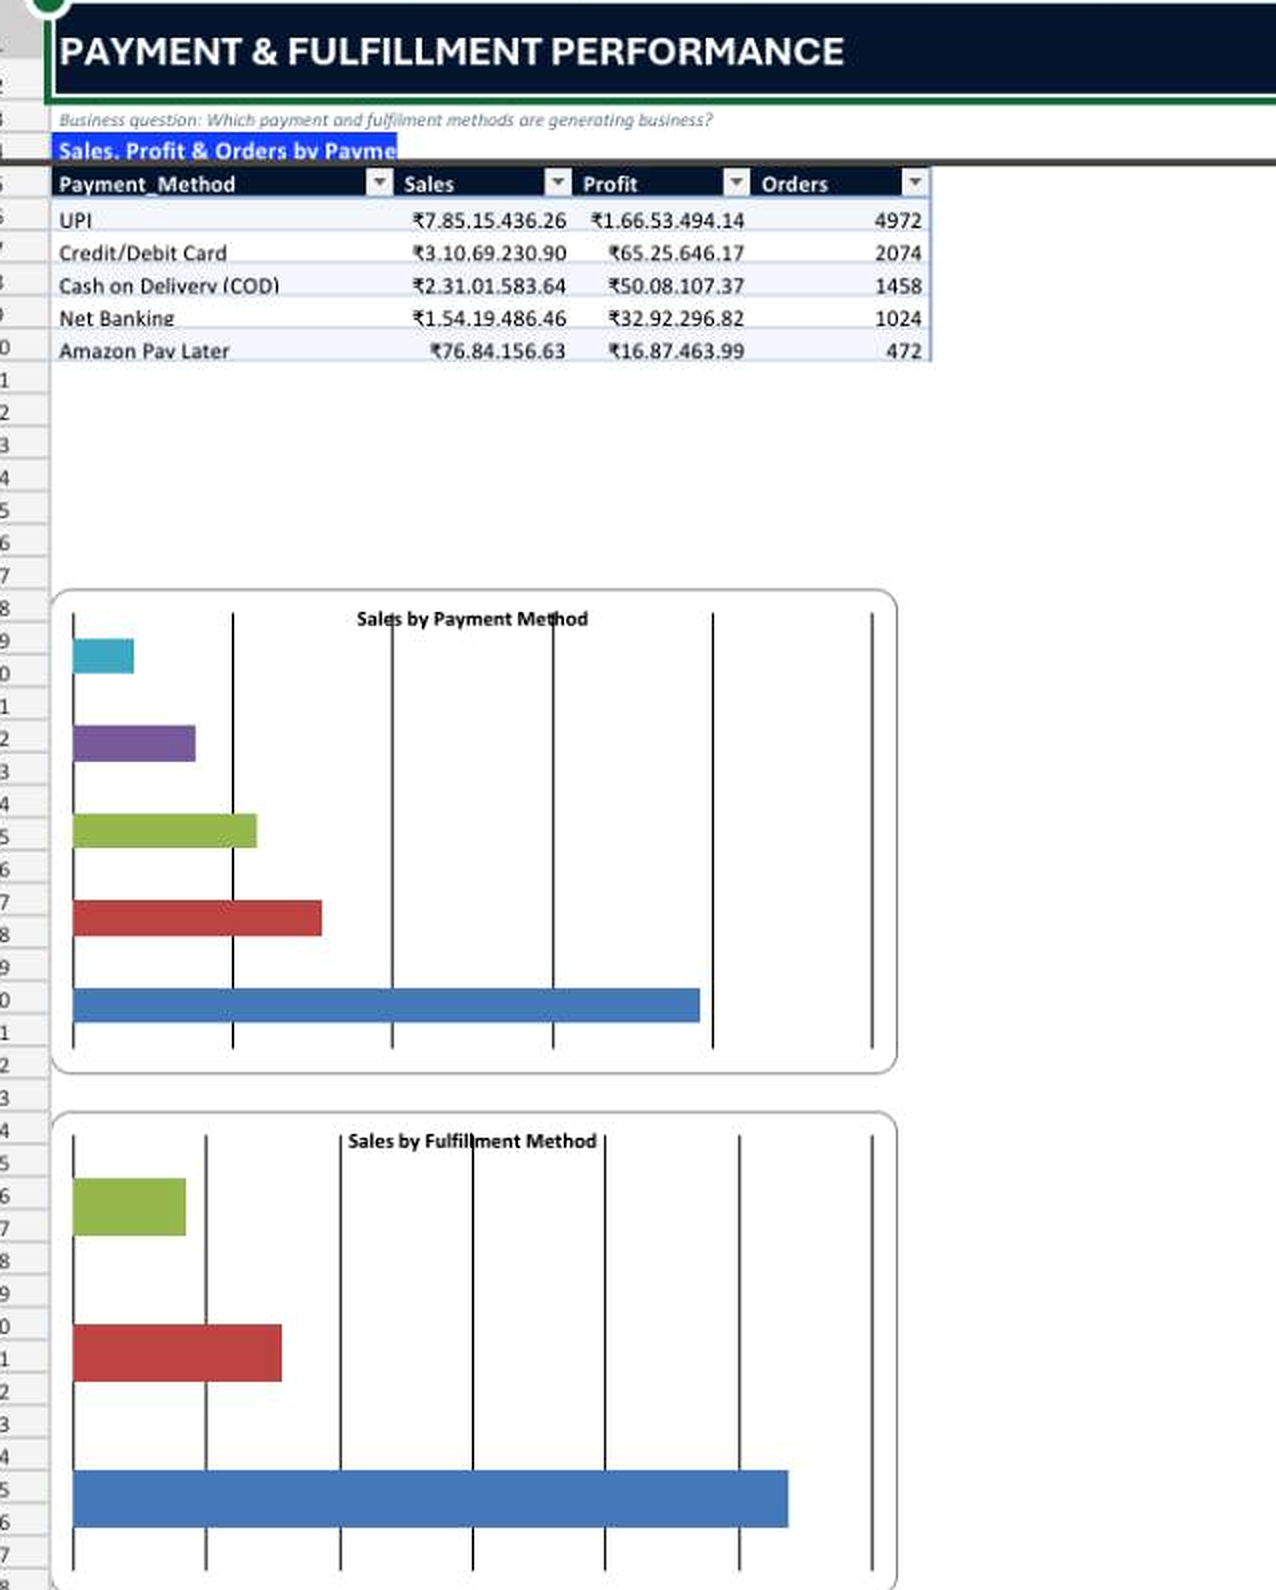 PAYMENT & FULFILLMENT PERFORMANCE
Business question: Which payment and fulfilment methods are generating business?
Sales, Profit & Orders by Payme
Payment_Method Sales Profit Orders
UPI ₹7,85,15,436.26 ₹1,66,53,494.14 4972
Credit/Debit Card ₹3,10,69,230.90 ₹65,25,646.17 2074
Cash on Delivery (COD) ₹2,31,01,583.64 ₹50,08,107.37 1458
Net Banking ₹1,54,19,486.46 ₹32,92,296.82 1024
Amazon Pay Later ₹76,84,156.63 ₹16,87,463.99 472
Sales by Payment Method
Sales by Fulfillment Method